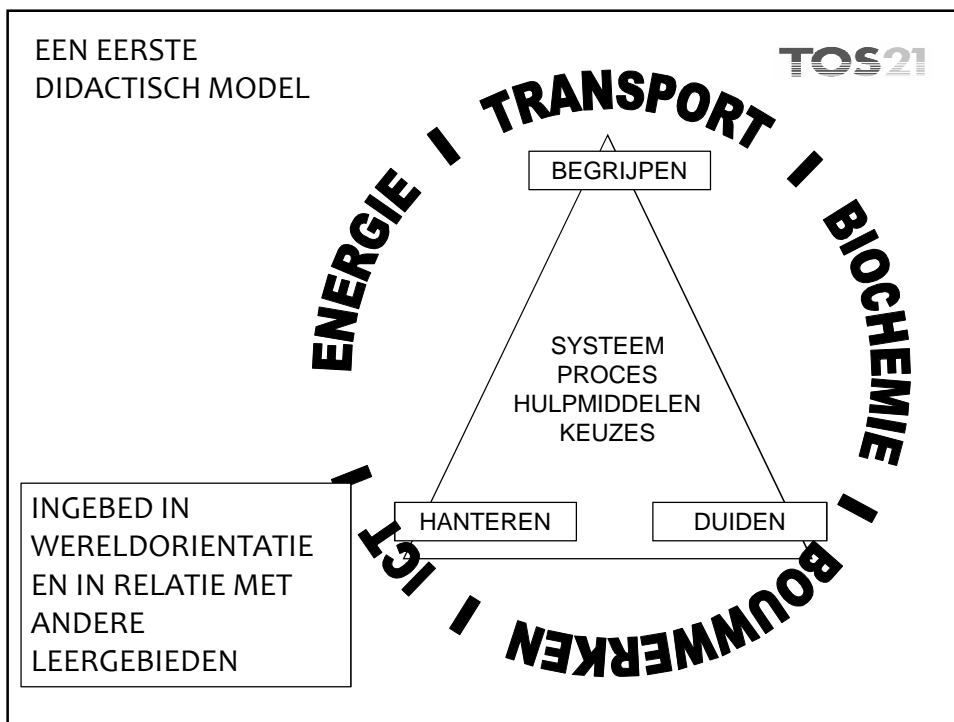 EEN EERSTE
DIDACTISCH MODEL
TOS21
ENERGIE I TRANSPORT I BIOCHEMIE I BOUWWERKEN I ICT I
BEGRIJPEN
SYSTEEM
PROCES
HULPMIDDELEN
KEUZES
HANTEREN
DUIDEN
INGEBED IN
WERELDORIENTATIE
EN IN RELATIE MET
ANDERE
LEERGEBIEDEN